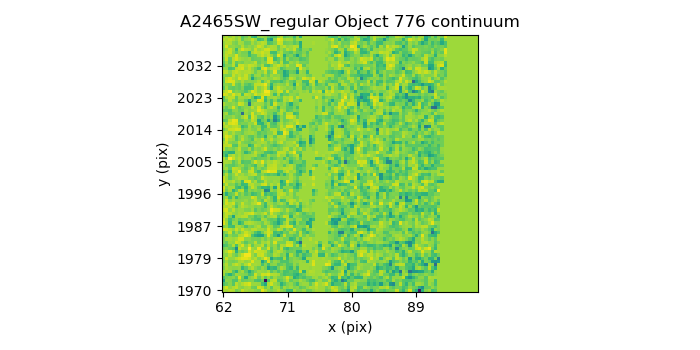 A2465SW_regular Object 776 continuum
2032
2023
2014
2005
1996
1987
1979
1970
y (pix)
62 71 80 89
x (pix)